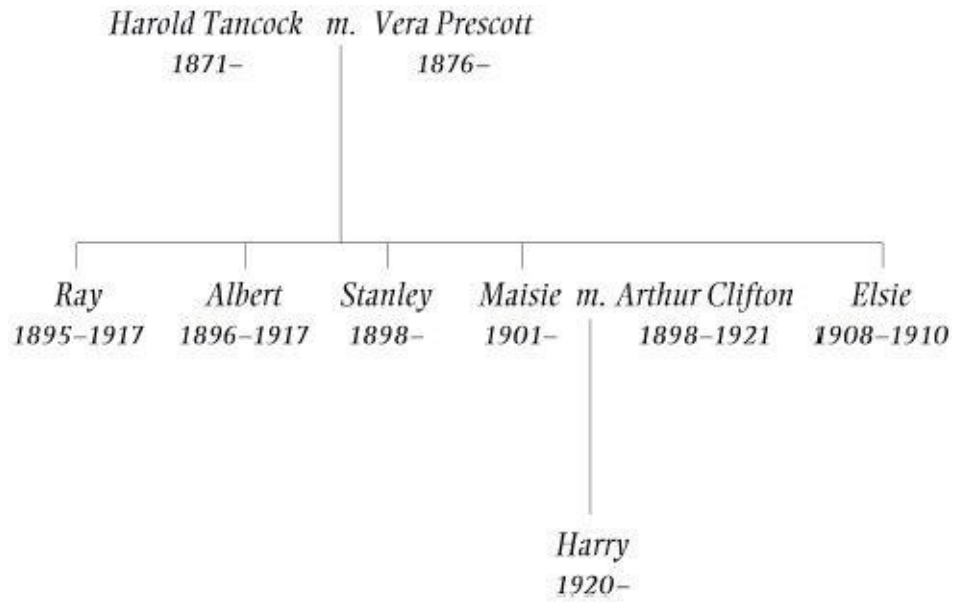 Harold Tancock m. Vera Prescott
1871– 1876–
Ray Albert Stanley Maisie m. Arthur Clifton Elsie
1895–1917 1896–1917 1898– 1901– 1898–1921 1908–1910
Harry
1920–